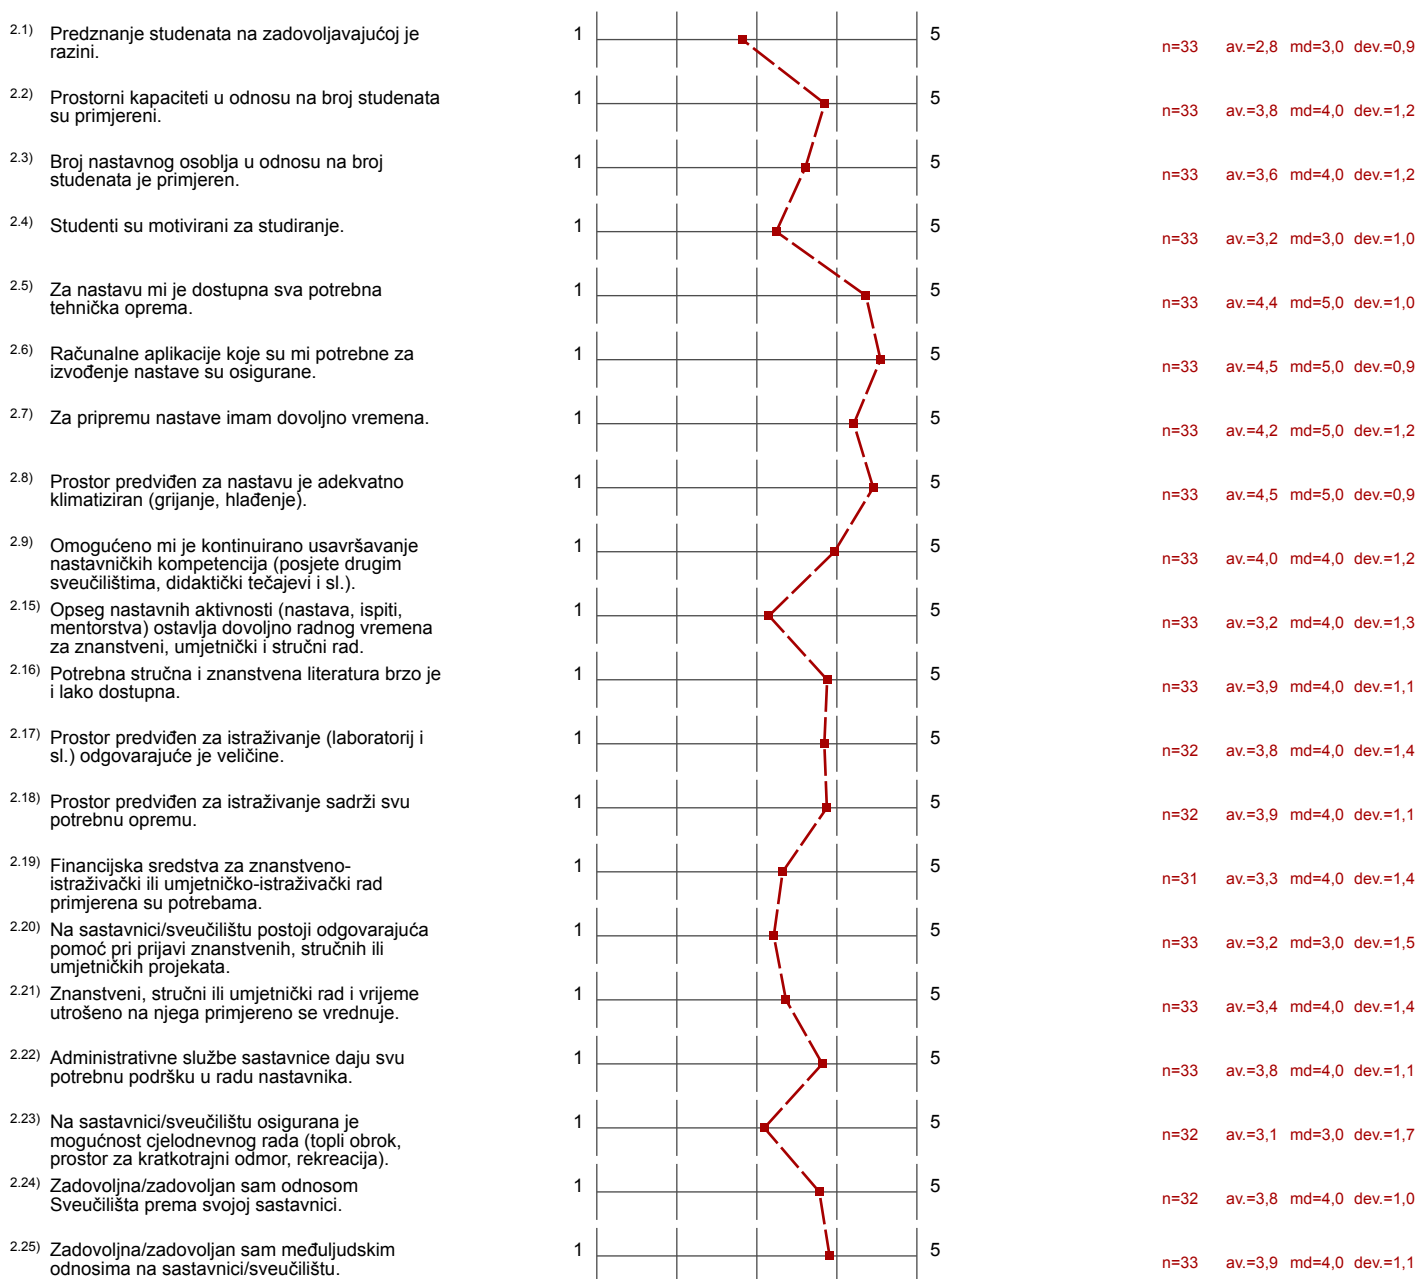 2.1) Predznanje studenata na zadovoljavajućoj je
razini.
1 5
n=33 av.=2,8 md=3,0 dev.=0,9
2.2) Prostorni kapaciteti u odnosu na broj studenata
su primjereni.
1 5
n=33 av.=3,8 md=4,0 dev.=1,2
2.3) Broj nastavnog osoblja u odnosu na broj
studenata je primjeren.
1 5
n=33 av.=3,6 md=4,0 dev.=1,2
2.4) Studenti su motivirani za studiranje.
1 5
n=33 av.=3,2 md=3,0 dev.=1,0
2.5) Za nastavu mi je dostupna sva potrebna
tehnička oprema.
1 5
n=33 av.=4,4 md=5,0 dev.=1,0
2.6) Računalne aplikacije koje su mi potrebne za
izvođenje nastave su osigurane.
1 5
n=33 av.=4,5 md=5,0 dev.=0,9
2.7) Za pripremu nastave imam dovoljno vremena.
1 5
n=33 av.=4,2 md=5,0 dev.=1,2
2.8) Prostor predviđen za nastavu je adekvatno
klimatiziran (grijanje, hlađenje).
1 5
n=33 av.=4,5 md=5,0 dev.=0,9
2.9) Omogućeno mi je kontinuirano usavršavanje
nastavničkih kompetencija (posjete drugim
sveučilištima, didaktički tečajevi i sl.).
1 5
n=33 av.=4,0 md=4,0 dev.=1,2
2.15) Opseg nastavnih aktivnosti (nastava, ispiti,
mentorstva) ostavlja dovoljno radnog vremena
za znanstveni, umjetnički i stručni rad.
1 5
n=33 av.=3,2 md=4,0 dev.=1,3
2.16) Potrebna stručna i znanstvena literatura brzo je
i lako dostupna.
1 5
n=33 av.=3,9 md=4,0 dev.=1,1
2.17) Prostor predviđen za istraživanje (laboratorij i
sl.) odgovarajuće je veličine.
1 5
n=32 av.=3,8 md=4,0 dev.=1,4
2.18) Prostor predviđen za istraživanje sadrži svu
potrebnu opremu.
1 5
n=32 av.=3,9 md=4,0 dev.=1,1
2.19) Financijska sredstva za znanstveno-
istraživački ili umjetničko-istraživački rad
primjerena su potrebama.
1 5
n=31 av.=3,3 md=4,0 dev.=1,4
2.20) Na sastavnici/sveučilištu postoji odgovarajuća
pomoć pri prijavi znanstvenih, stručnih ili
umjetničkih projekata.
1 5
n=33 av.=3,2 md=3,0 dev.=1,5
2.21) Znanstveni, stručni ili umjetnički rad i vrijeme
utrošeno na njega primjereno se vrednuje.
1 5
n=33 av.=3,4 md=4,0 dev.=1,4
2.22) Administrativne službe sastavnice daju svu
potrebnu podršku u radu nastavnika.
1 5
n=33 av.=3,8 md=4,0 dev.=1,1
2.23) Na sastavnici/sveučilištu osigurana je
mogućnost cjelodnevnog rada (topli obrok,
prostor za kratkotrajni odmor, rekreacija).
1 5
n=32 av.=3,1 md=3,0 dev.=1,7
2.24) Zadovoljna/zadovoljan sam odnosom
Sveučilišta prema svojoj sastavnici.
1 5
n=32 av.=3,8 md=4,0 dev.=1,0
2.25) Zadovoljna/zadovoljan sam međuljudskim
odnosima na sastavnici/sveučilištu.
1 5
n=33 av.=3,9 md=4,0 dev.=1,1